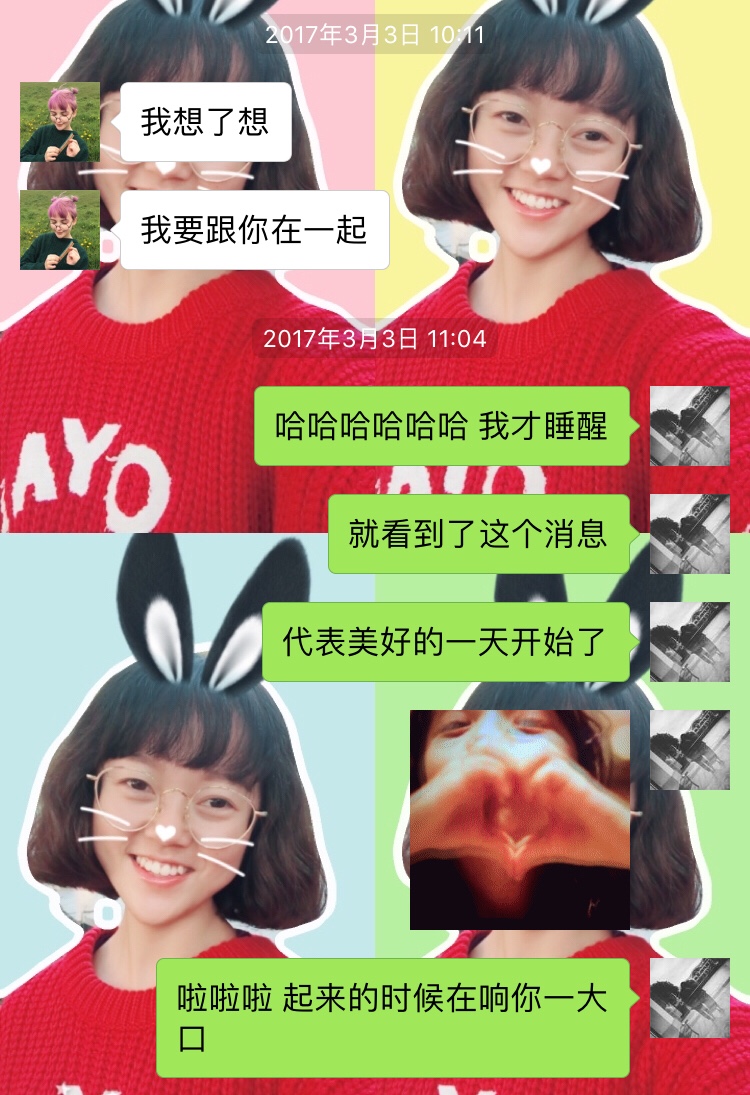 2017年3月3日 10:11
我想了想
我要跟你在一起
2017年3月3日 11:04
哈哈哈哈哈哈 我才睡醒
就看到了这个消息
代表美好的一天开始了
啦啦啦 起来的时候在响你一大
口
AYO